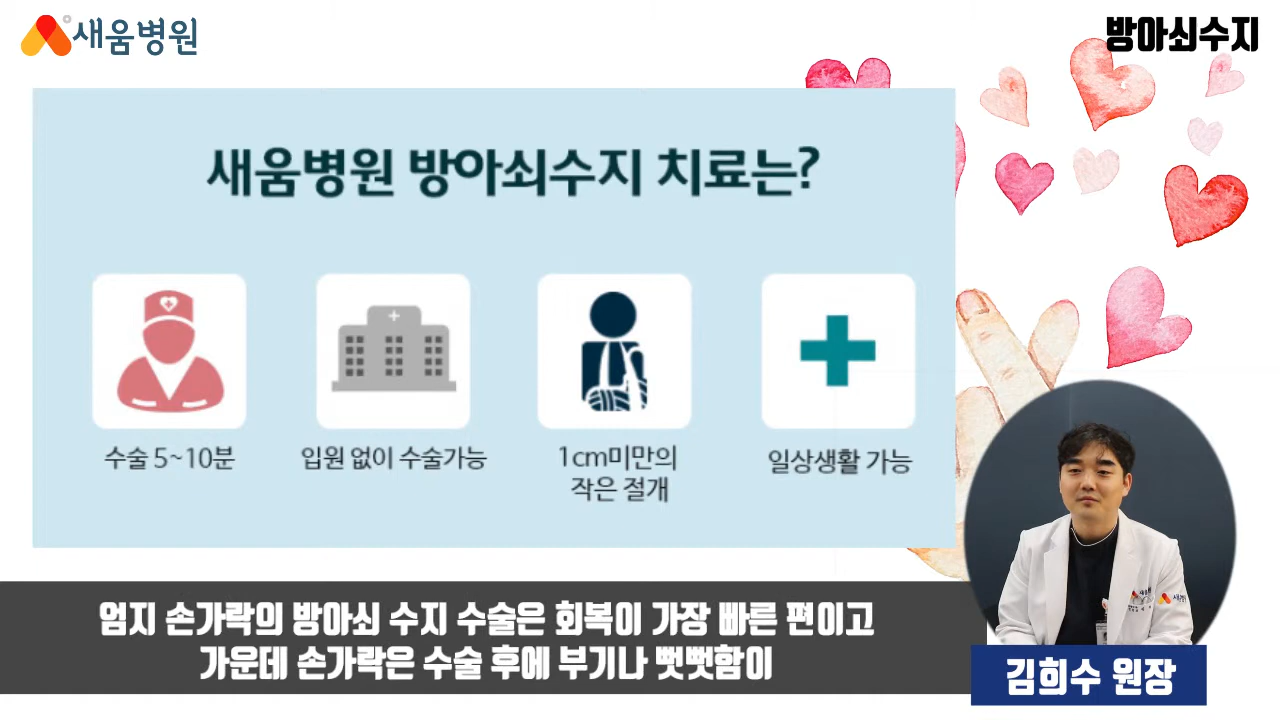 새움병원
방아쇠수지
새움병원 방아쇠수지 치료는?
수술 5~10분
입원 없이 수술가능
1cm미만의
작은 절개
일상생활 가능
엄지 손가락의 방아쇠 수지 수술은 회복이 가장 빠른 편이고
가운데 손가락은 수술 후에 부기나 뻣뻣함이
김희수 원장